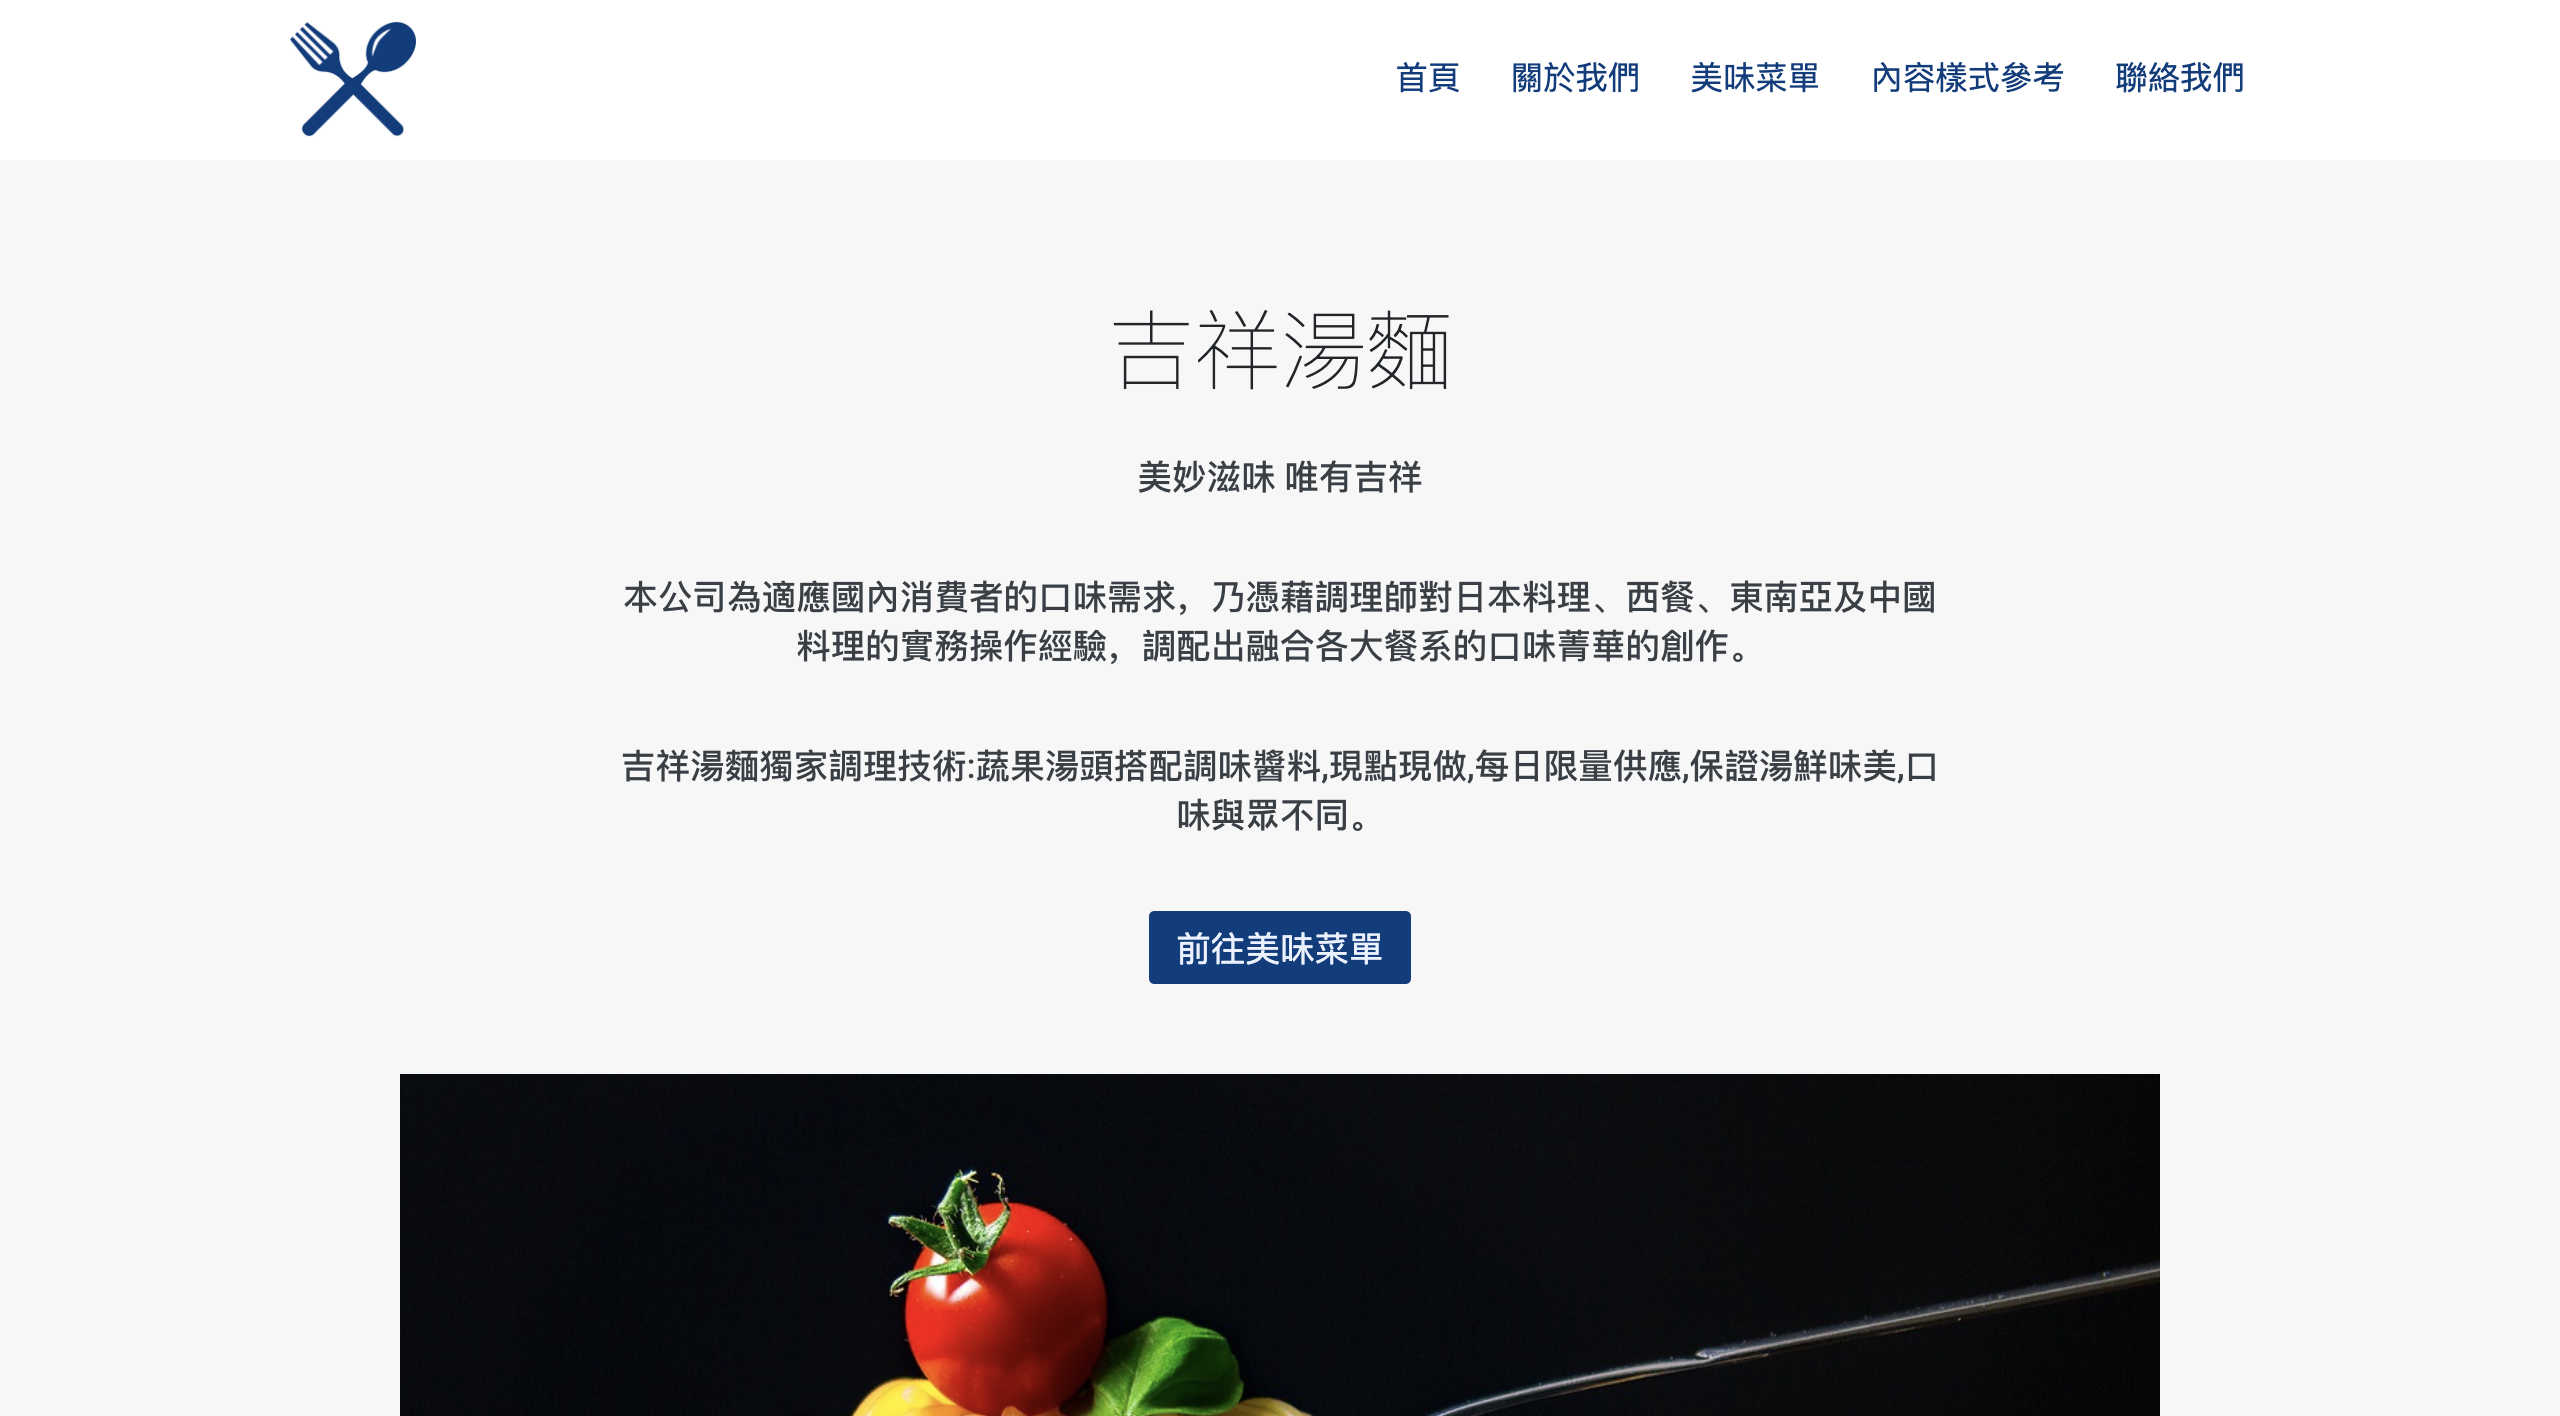 首頁 關於我們 美味菜單 內容樣式參考 聯絡我們
吉祥湯麵
美妙滋味 唯有吉祥
本公司為適應國內消費者的口味需求，乃憑藉調理師對日本料理、西餐、東南亞及中國
料理的實務操作經驗，調配出融合各大餐系的口味菁華的創作。
吉祥湯麵獨家調理技術:蔬果湯頭搭配調味醬料,現點現做,每日限量供應,保證湯鮮味美,口
味與眾不同。
前往美味菜單